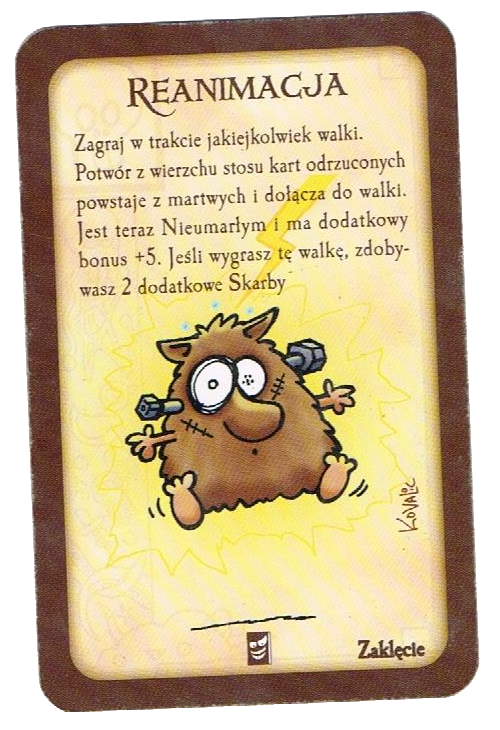 REANIMACJA
Zagraj w trakcie jakiejkolwiek walki.
Potwór z wierzchu stosu kart odrzuconych
powstaje z martwych i dołącza do walki.
Jest teraz Nieumarłym i ma dodatkowy
bonus +5. Jeśli wygrasz tę walkę, zdoby-
wasz 2 dodatkowe Skarby
KOVALIC
Zaklęcie